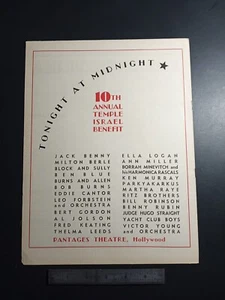 TONIGHT AT MIDNIGHT
10TH
ANNUAL
TEMPLE
ISRAEL
BENEFIT
JACK BENNY
MILTON BERLE
BLOCK AND SULLY
BEN BLUE
BURNS AND ALLEN
BOB BURNS
EDDIE CANTOR
LEO FORBSTEIN
and ORCHESTRA
BERT GORDON
AL JOLSON
FRED KEATING
THELMA LEEDS
ELLA LOGAN
ANN MILLER
BORRAH MINEVITCH and
his HARMONICA RASCALS
KEN MURRAY
PARKYAKARKUS
MARTHA RAYE
RITZ BROTHERS
BILL ROBINSON
BENNY RUBIN
JUDGE HUGO STRAIGHT
YACHT CLUB BOYS
VICTOR YOUNG
and ORCHESTRA
PANTAGES THEATRE, Hollywood